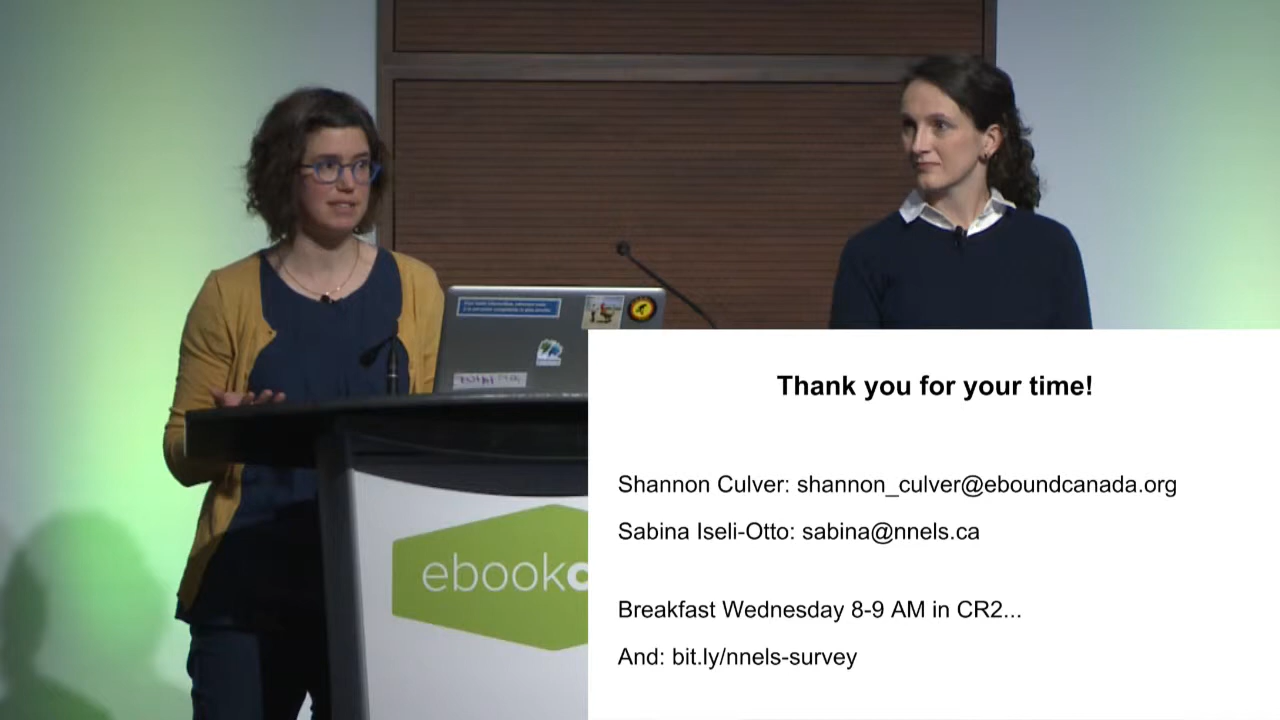 Thank you for your time!
Shannon Culver: shannon_culver@eboundcanada.org
Sabina Iseli-Otto: sabina@nnels.ca
Breakfast Wednesday 8-9 AM in CR2...
And: bit.ly/nnels-survey
ebook